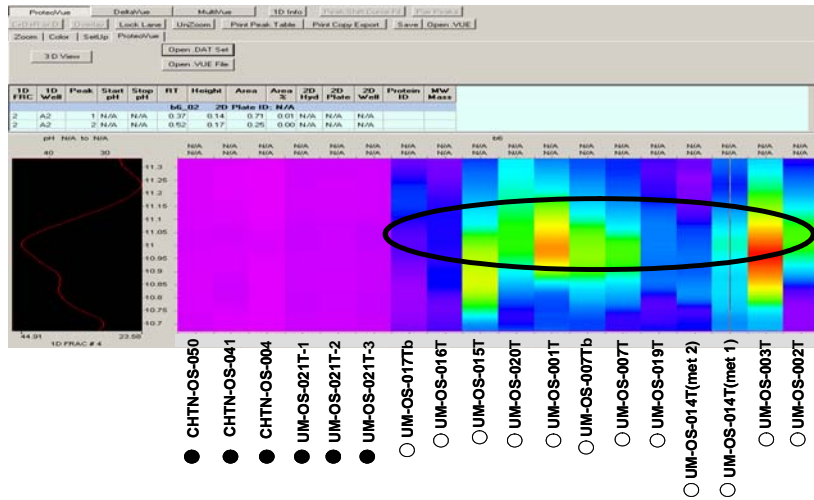 ProteoVue DeltaVue MultiVue 1D Info Peak Shift Curve Fit Pair Peaks
Overlap Lock Lane UnZoom Print Peak Table Print Copy Export Save Open .VUE
Zoom Color SetUp ProteoVue
3 D View Open .DAT Set
Open .VUE File
1D FRC 1D Well Peak Start pH Stop pH RT Height Area Area % 2D Hyd 2D Plate 2D Well Protein ID MW Mass
b6_02 2D Plate ID: N/A
2 A2 1 N/A N/A 0.37 0.14 0.71 0.01 N/A N/A N/A
2 A2 2 N/A N/A 0.52 0.17 0.25 0.00 N/A N/A N/A
pH N/A to N/A b6
40 30
N/A N/A N/A N/A N/A N/A N/A N/A N/A N/A N/A N/A N/A N/A N/A N/A N/A
N/A N/A N/A N/A N/A N/A N/A N/A N/A N/A N/A N/A N/A N/A N/A N/A N/A
11.3
11.25
11.2
11.15
11.1
11.05
11
10.95
10.9
10.85
10.8
10.75
10.7
44.91 23.58
1D FRAC # 4
CHTN-OS-050
CHTN-OS-041
CHTN-OS-004
UM-OS-021T-1
UM-OS-021T-2
UM-OS-021T-3
UM-OS-017Tb
UM-OS-016T
UM-OS-015T
UM-OS-020T
UM-OS-001T
UM-OS-007Tb
UM-OS-007T
UM-OS-019T
UM-OS-014T(met 2)
UM-OS-014T(met 1)
UM-OS-003T
UM-OS-002T